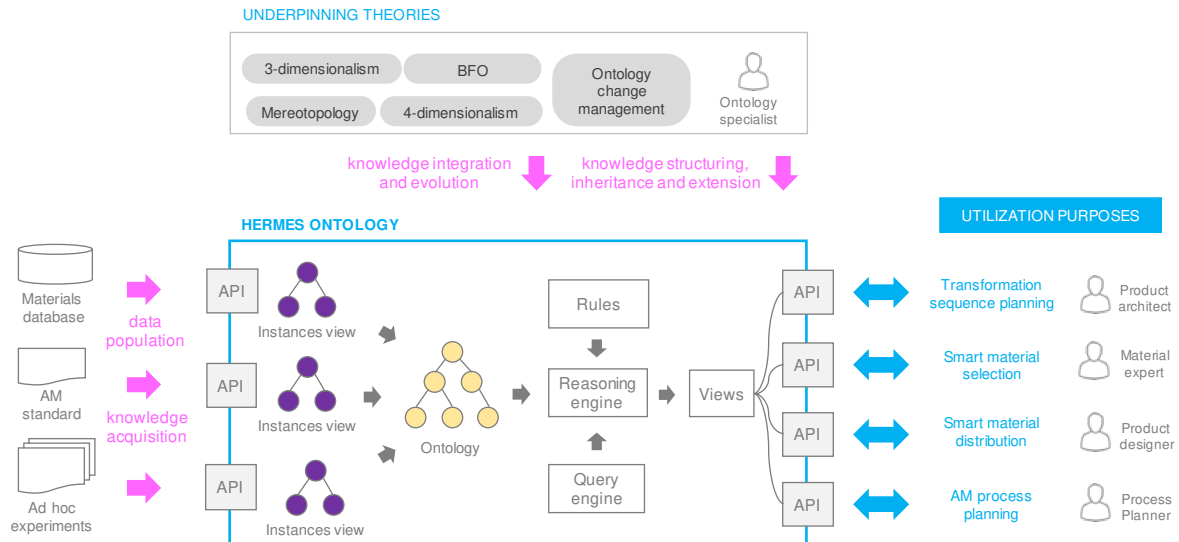 UNDERPINNING THEORIES
3-dimensionalism
BFO
Mereotopology
4-dimensionalism
Ontology
change
management
Ontology
specialist
knowledge integration
and evolution
knowledge structuring,
inheritance and extension
HERMES ONTOLOGY
UTILIZATION PURPOSES
Materials
database
data
population
AM
standard
knowledge
acquisition
Ad hoc
experiments
API
Instances view
API
Instances view
API
Instances view
Ontology
Rules
Reasoning
engine
Query
engine
Views
API
Transformation
sequence planning
Product
architect
API
Smart material
selection
Material
expert
API
Smart material
distribution
Product
designer
API
AM process
planning
Process
Planner